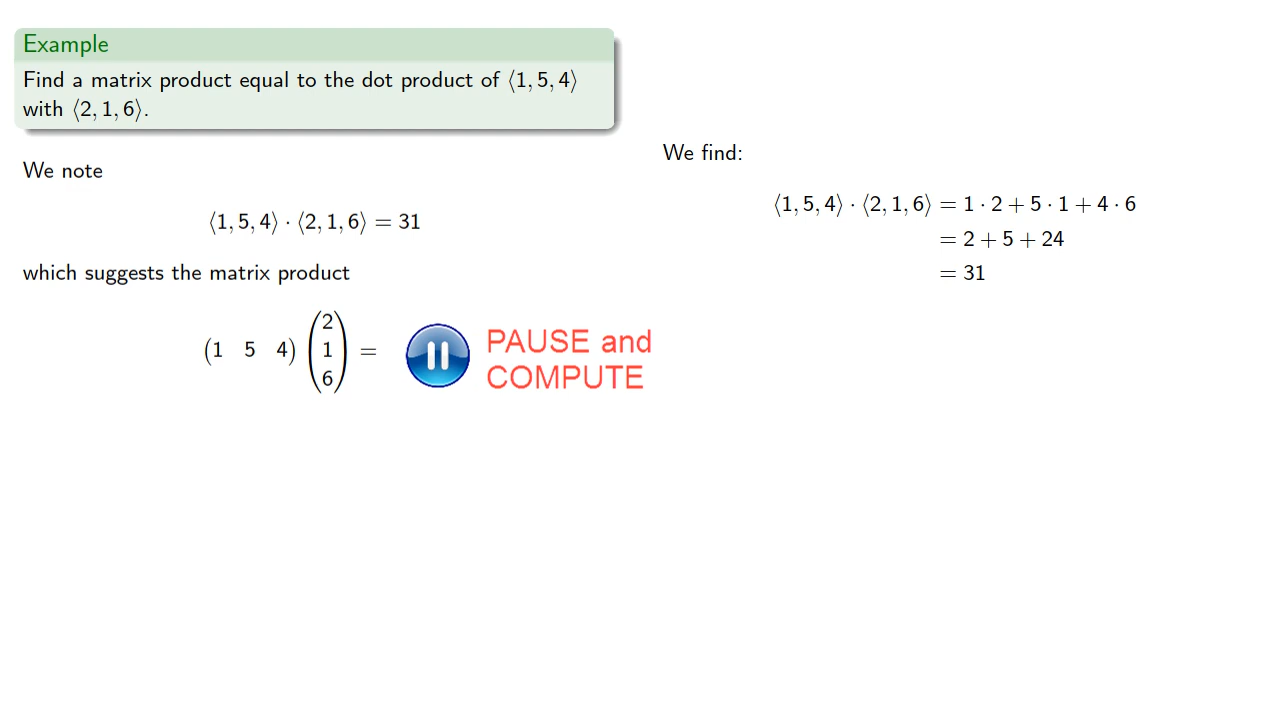 Example
Find a matrix product equal to the dot product of ⟨1, 5, 4⟩
with ⟨2, 1, 6⟩.
We note
⟨1, 5, 4⟩ · ⟨2, 1, 6⟩ = 31
which suggests the matrix product
(1 5 4) (2 1 6) =
PAUSE and
COMPUTE
We find:
⟨1, 5, 4⟩ · ⟨2, 1, 6⟩ = 1 · 2 + 5 · 1 + 4 · 6
= 2 + 5 + 24
= 31